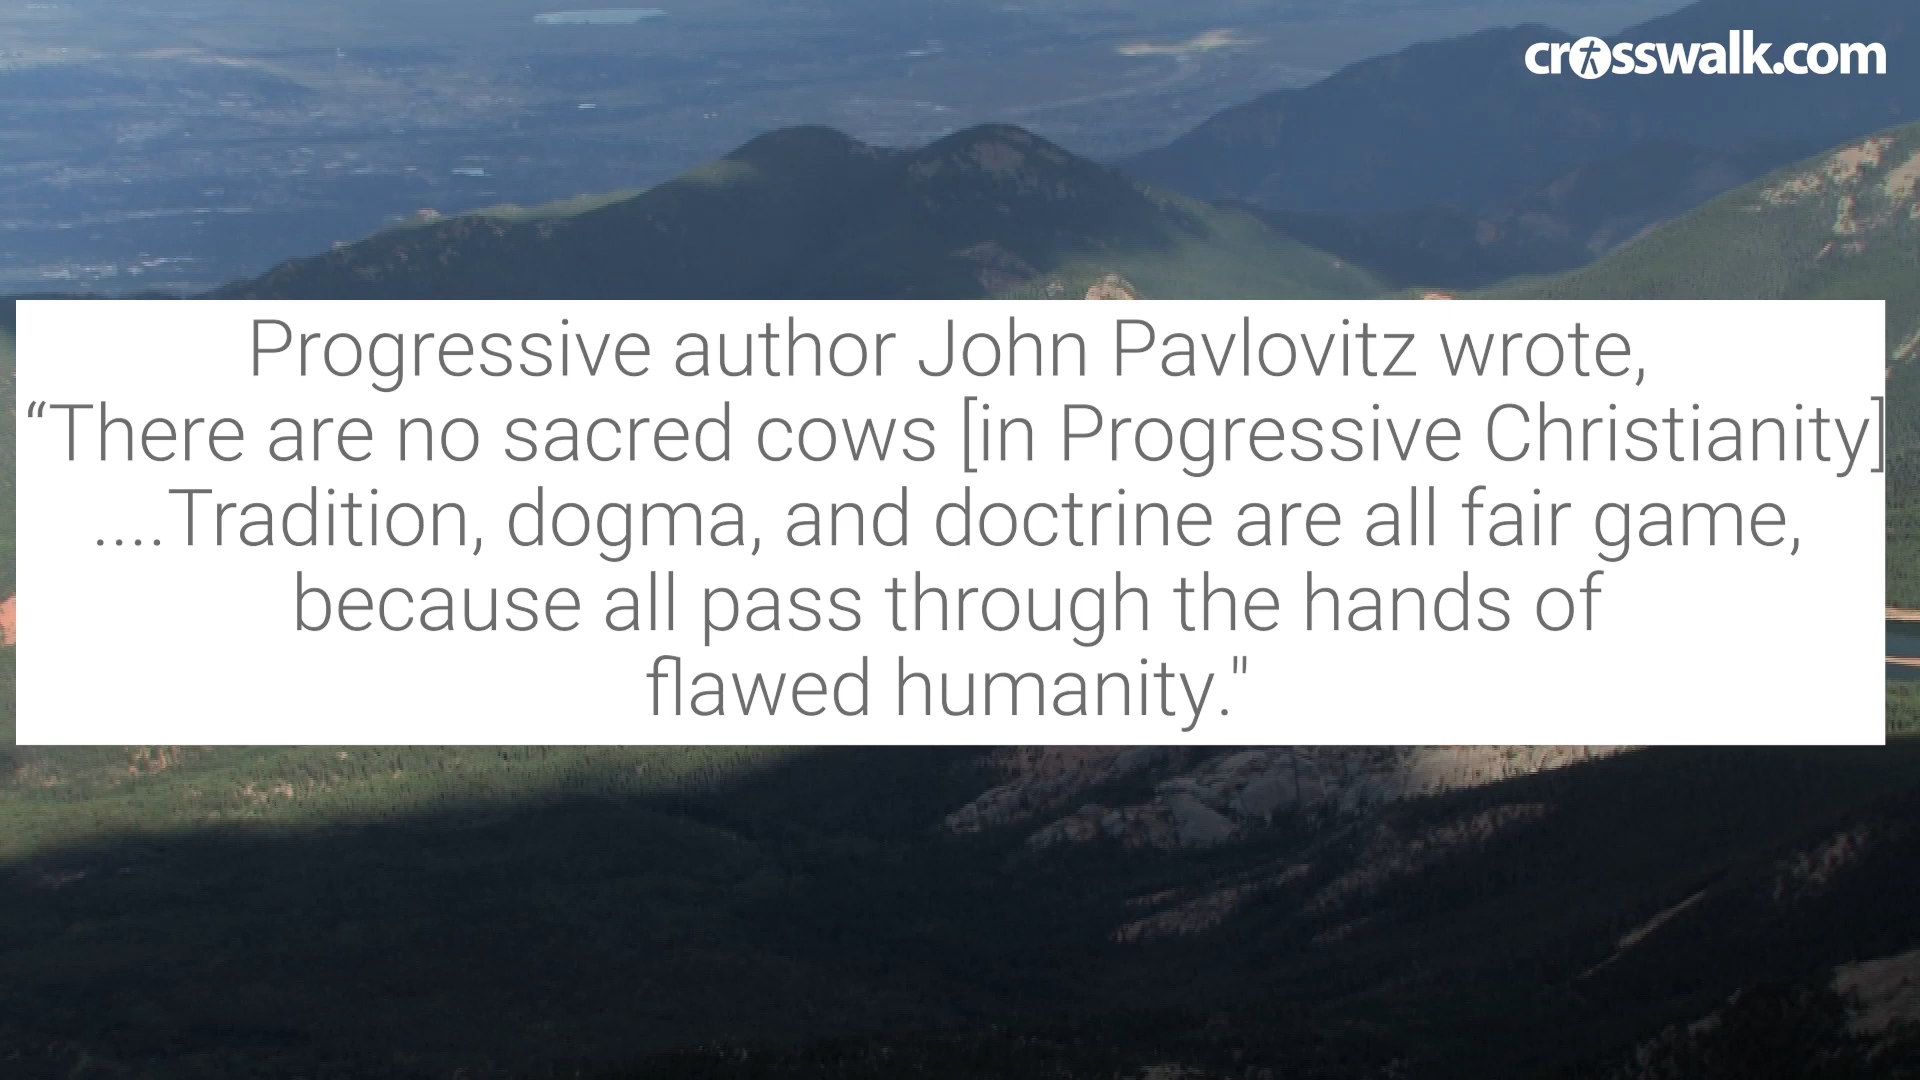 crosswalk.com
Progressive author John Pavlovitz wrote,
“There are no sacred cows [in Progressive Christianity]
....Tradition, dogma, and doctrine are all fair game,
because all pass through the hands of
flawed humanity."